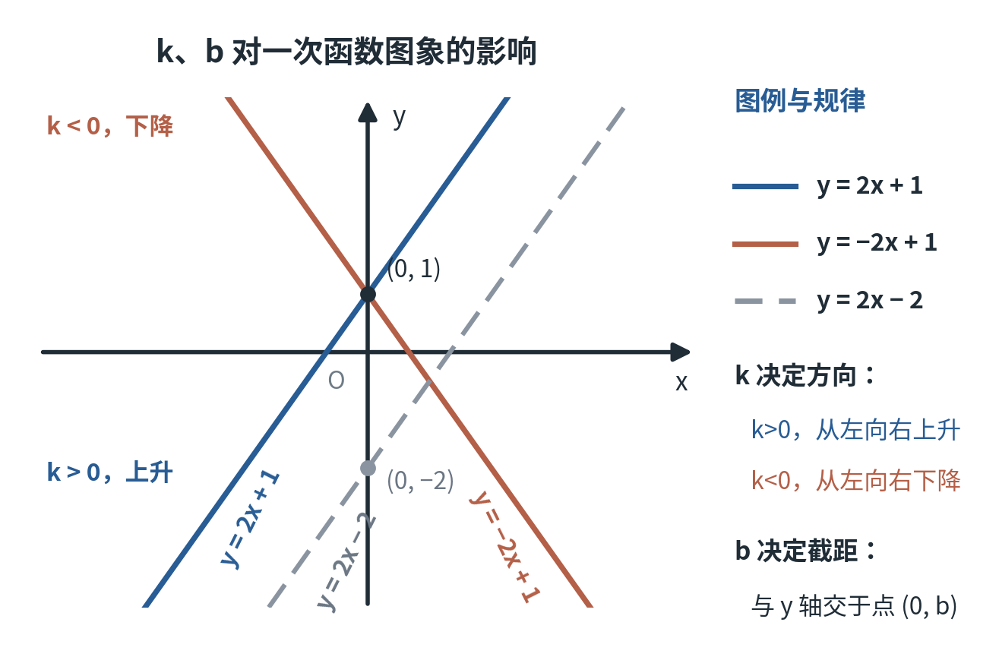 k、b 对一次函数图象的影响
k < 0，下降
y
(0, 1)
O
x
k > 0，上升
(0, −2)
y = 2x + 1
y = 2x − 2
y = −2x + 1
图例与规律
y = 2x + 1
y = −2x + 1
y = 2x − 2
k 决定方向：
k>0，从左向右上升
k<0，从左向右下降
b 决定截距：
与 y 轴交于点 (0, b)